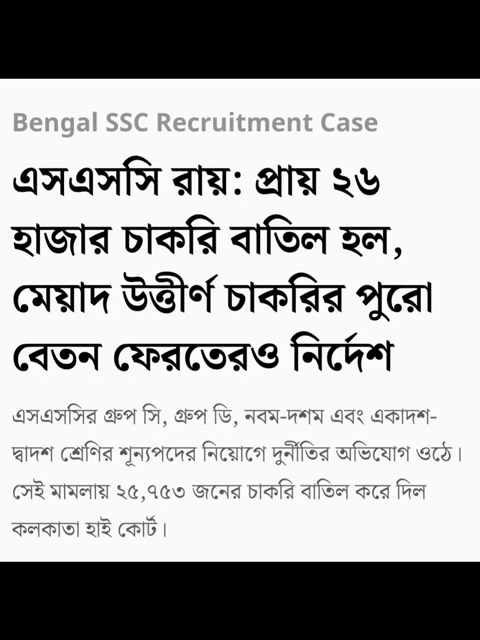 Bengal SSC Recruitment Case
এসএসসি রায়: প্রায় ২৬
হাজার চাকরি বাতিল হল,
মেয়াদ উত্তীর্ণ চাকরির পুরো
বেতন ফেরতেরও নির্দেশ
এসএসসির গ্রুপ সি, গ্রুপ ডি, নবম-দশম এবং একাদশ-
দ্বাদশ শ্রেণির শূন্যপদের নিয়োগে দুর্নীতির অভিযোগ ওঠে।
সেই মামলায় ২৫,৭৫৩ জনের চাকরি বাতিল করে দিল
কলকাতা হাই কোর্ট।